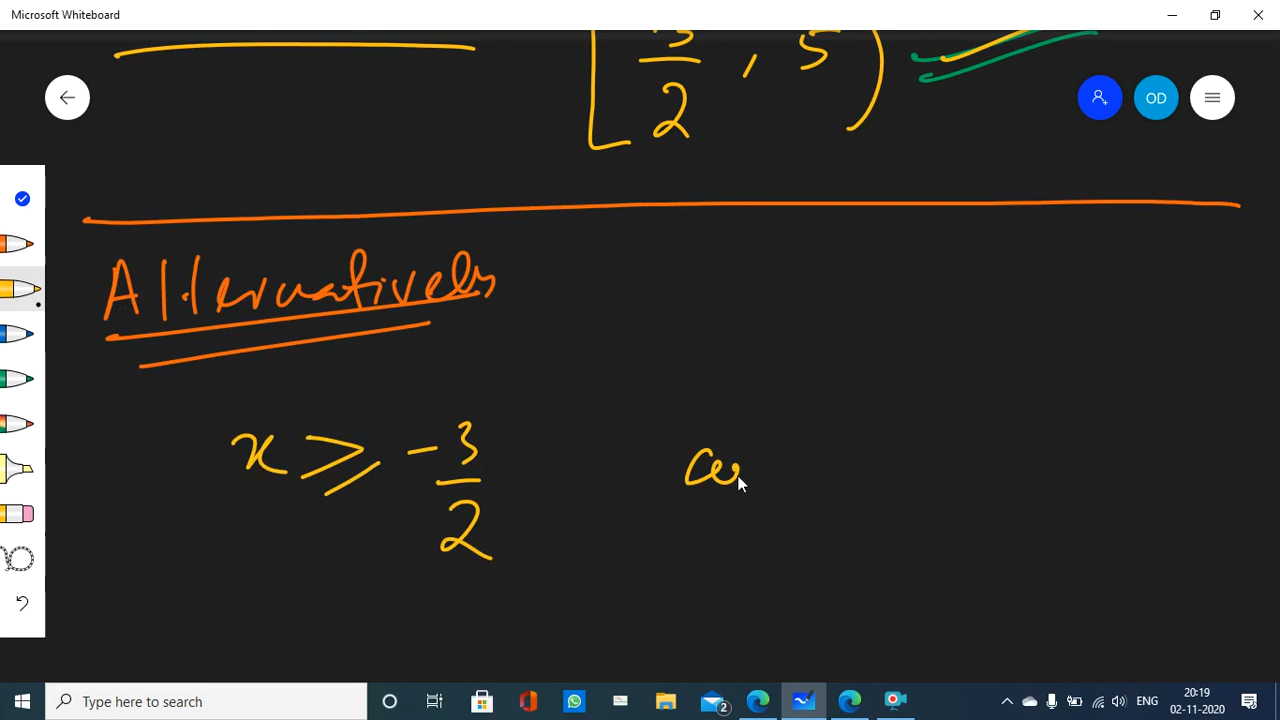 Microsoft Whiteboard
[ -3/2 , 5 )
OD
Alternatively
x ≥ -3/2
Type here to search
2
ENG
20:19
02-11-2020